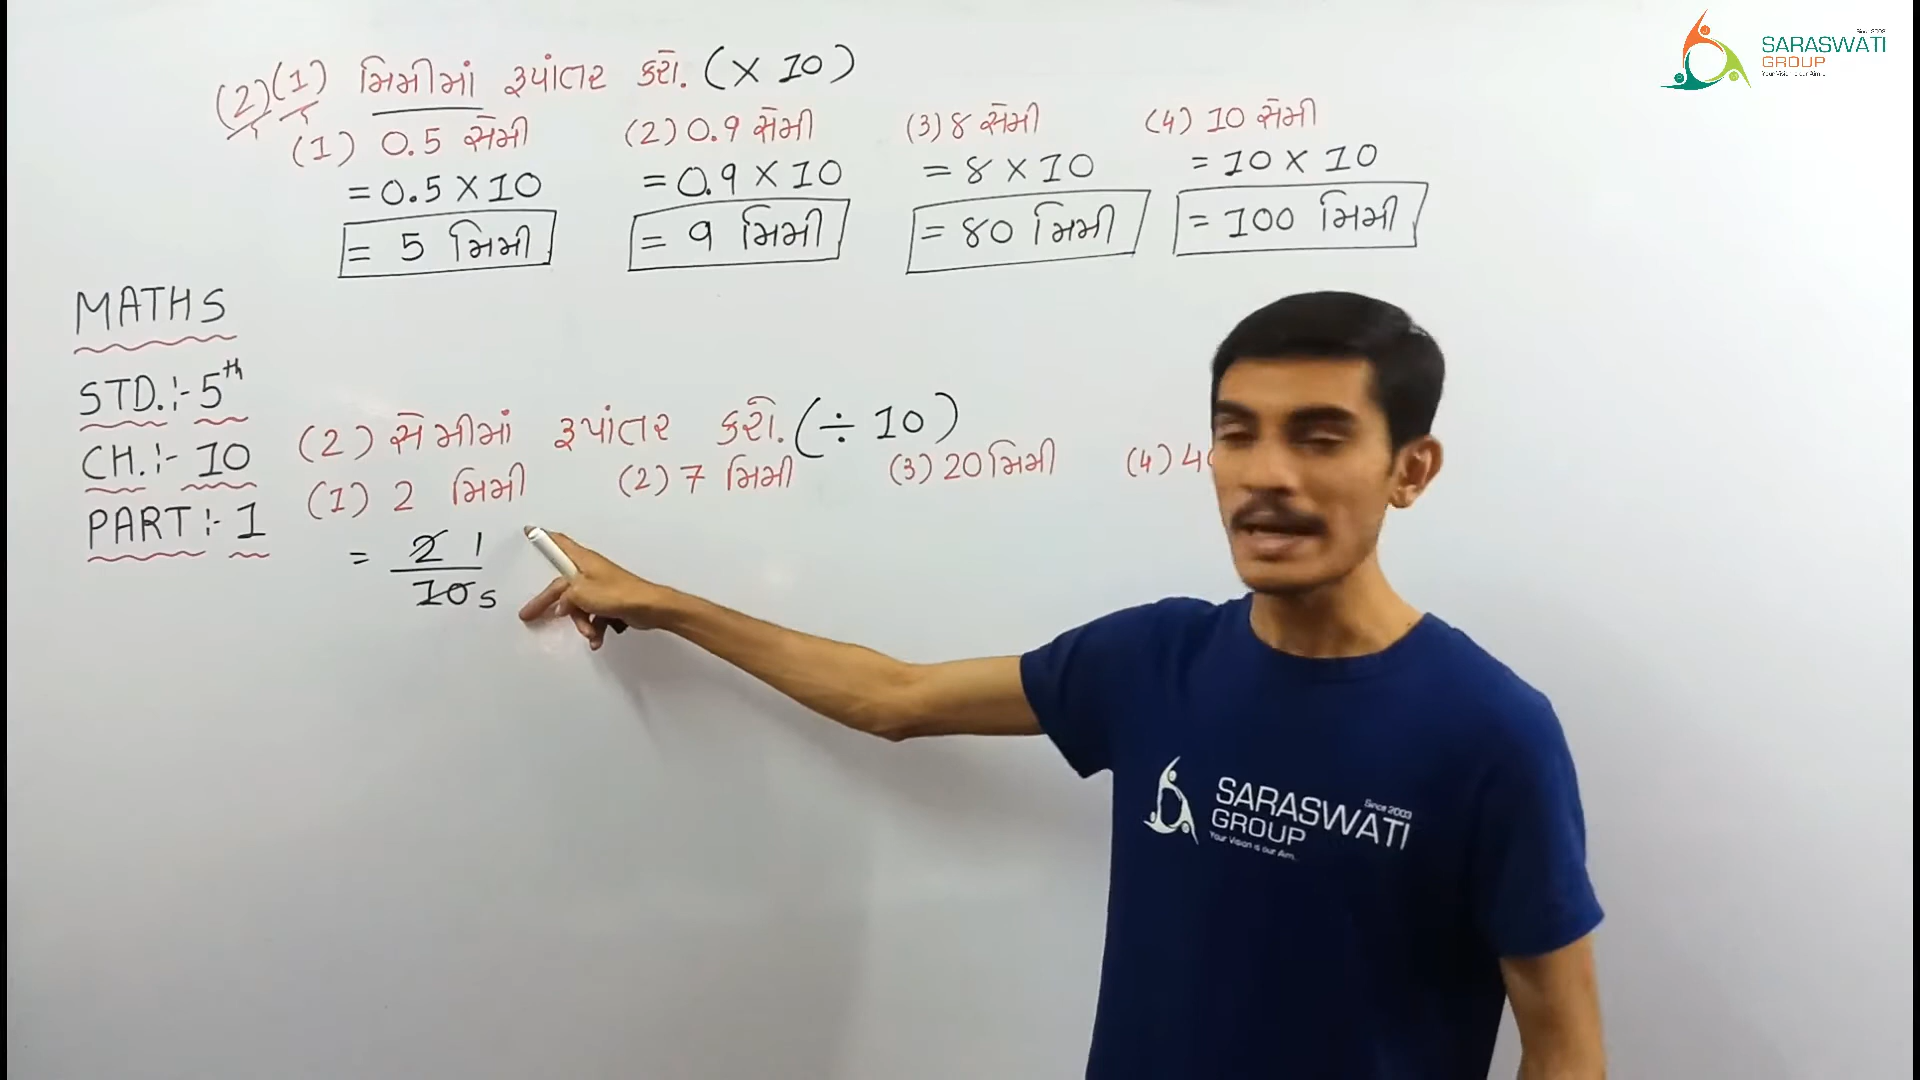 SARASWATI
GROUP
(2)(1) મિમીમાં રૂપાંતર કરો. (× 10)
(1) 0.5 સેમી (2) 0.9 સેમી (3) 8 સેમી (4) 10 સેમી
= 0.5 × 10 = 0.9 × 10 = 8 × 10 = 10 × 10
= 5 મિમી = 9 મિમી = 80 મિમી = 100 મિમી
MATHS
STD.:- 5th
CH.:- 10
PART:- 1
(2) સેમીમાં રૂપાંતર કરો. (÷ 10)
(1) 2 મિમી (2) 7 મિમી (3) 20 મિમી (4) 4
= 2 1
10 5
SARASWATI
GROUP
Since 2003
Your Vision is our Aim..